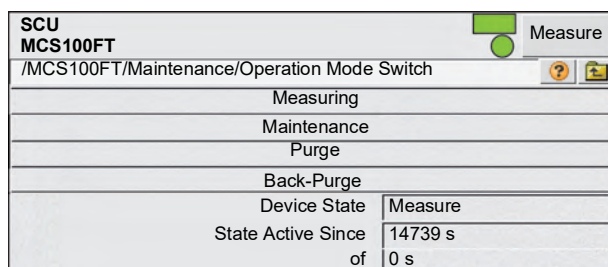 SCU
MCS100FT
Measure
/MCS100FT/Maintenance/Operation Mode Switch
?
Measuring
Maintenance
Purge
Back-Purge
Device State Measure
State Active Since 14739 s
of 0 s